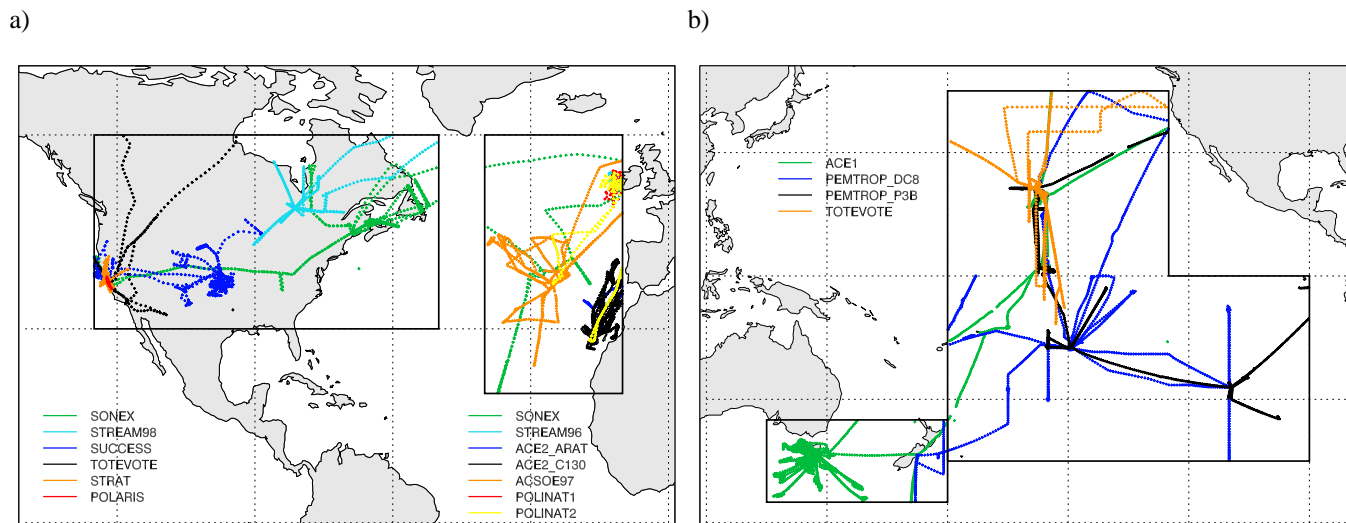 a)
b)
SONEX
STREAM98
SUCCESS
TOTEVOTE
STRAT
POLARIS
SONEX
STREAM96
ACE2_ARAT
ACE2_C130
ACSOE97
POLINAT1
POLINAT2
ACE1
PEMTROP_DC8
PEMTROP_P3B
TOTEVOTE